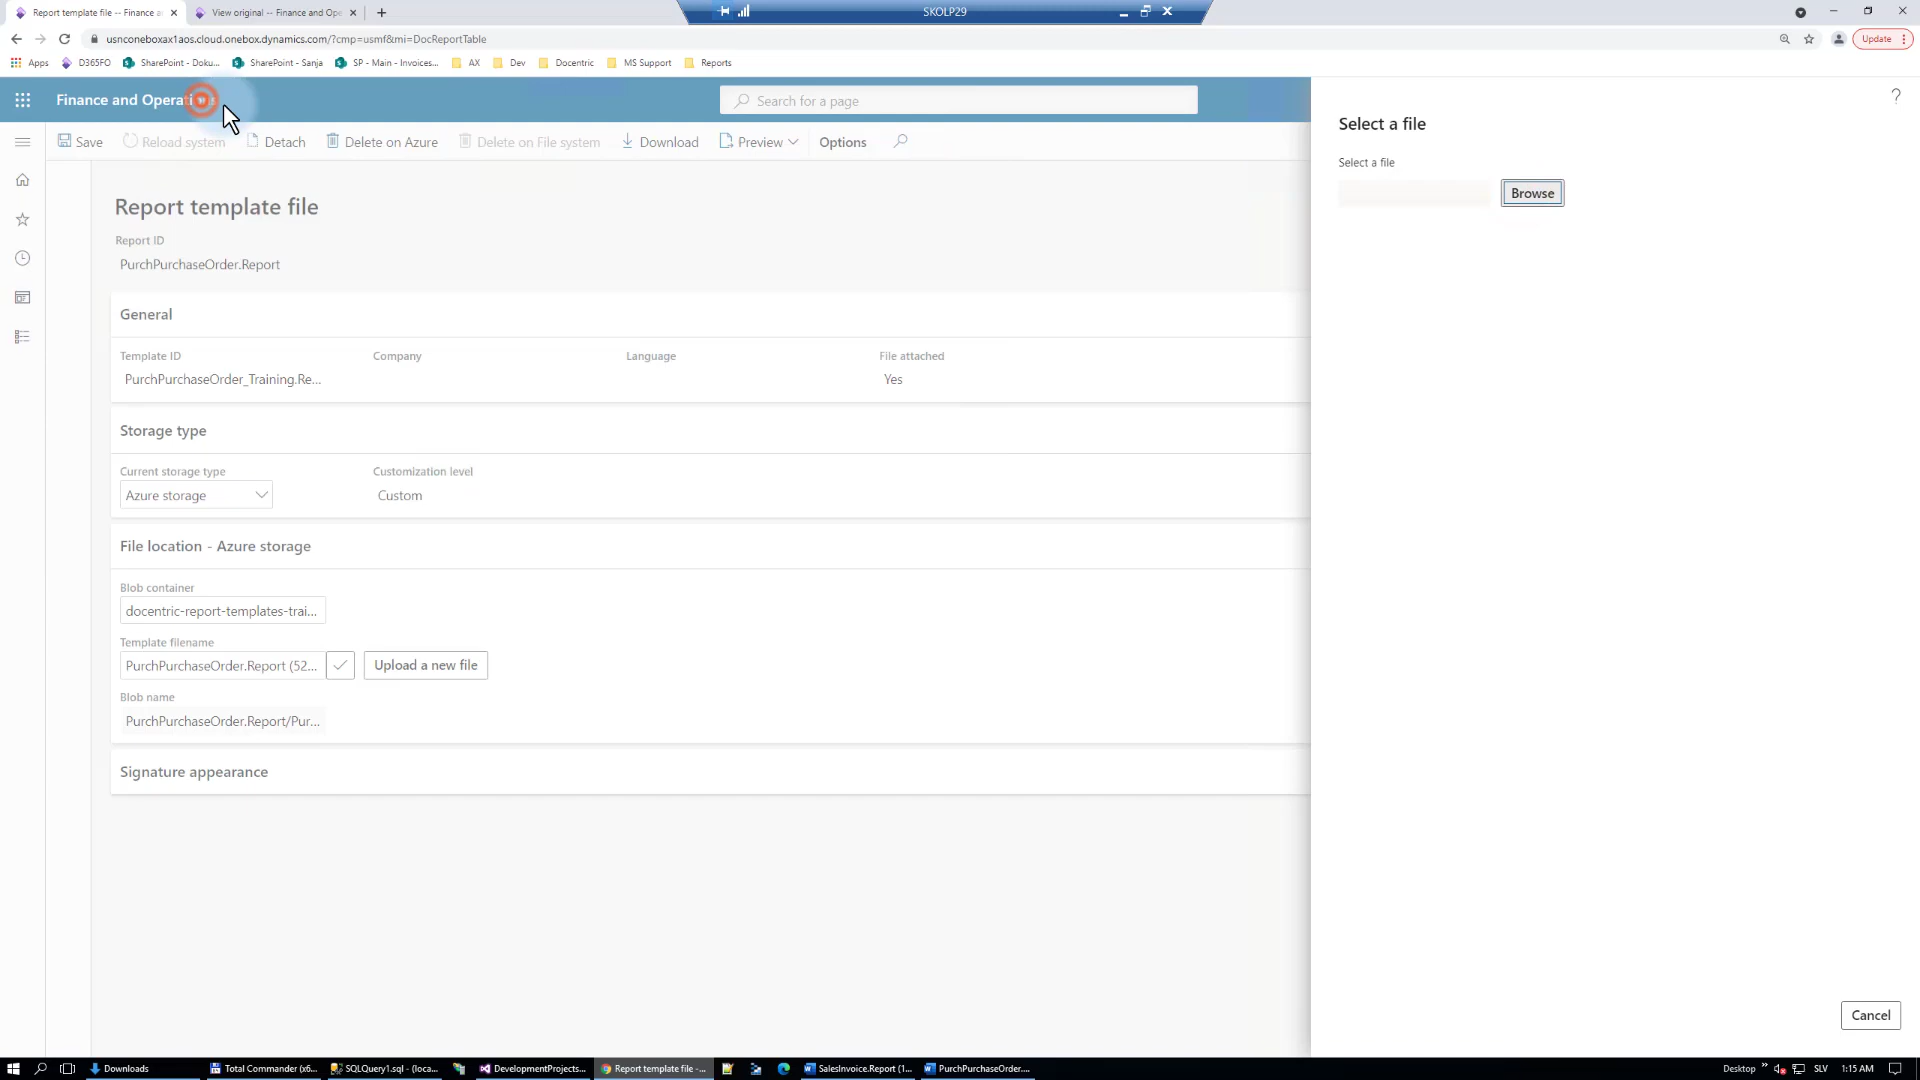 Report template file -- Finance a
View original -- Finance and Ope
SKOLP29
usnconeboxax1aos.cloud.onebox.dynamics.com/?cmp=usmf&mi=DocReportTable
Update
Apps
D365FO
SharePoint - Doku...
SharePoint - Sanja
SP - Main - Invoices...
AX
Dev
Docentric
MS Support
Reports
Finance and Operati
Search for a page
?
Save
Reload system
Detach
Delete on Azure
Delete on File system
Download
Preview
Options
Select a file
Select a file
Browse
Report template file
Report ID
PurchPurchaseOrder.Report
General
Template ID
Company
Language
File attached
PurchPurchaseOrder_Training.Re...
Yes
Storage type
Current storage type
Customization level
Azure storage
Custom
File location - Azure storage
Blob container
docentric-report-templates-trai...
Template filename
PurchPurchaseOrder.Report (52...
Upload a new file
Blob name
PurchPurchaseOrder.Report/Pur...
Signature appearance
Cancel
Downloads
Total Commander (x6...
SQLQuery1.sql - (loca...
DevelopmentProjects...
Report template file -...
SalesInvoice.Report (1...
PurchPurchaseOrder....
Desktop
SLV
1:15 AM